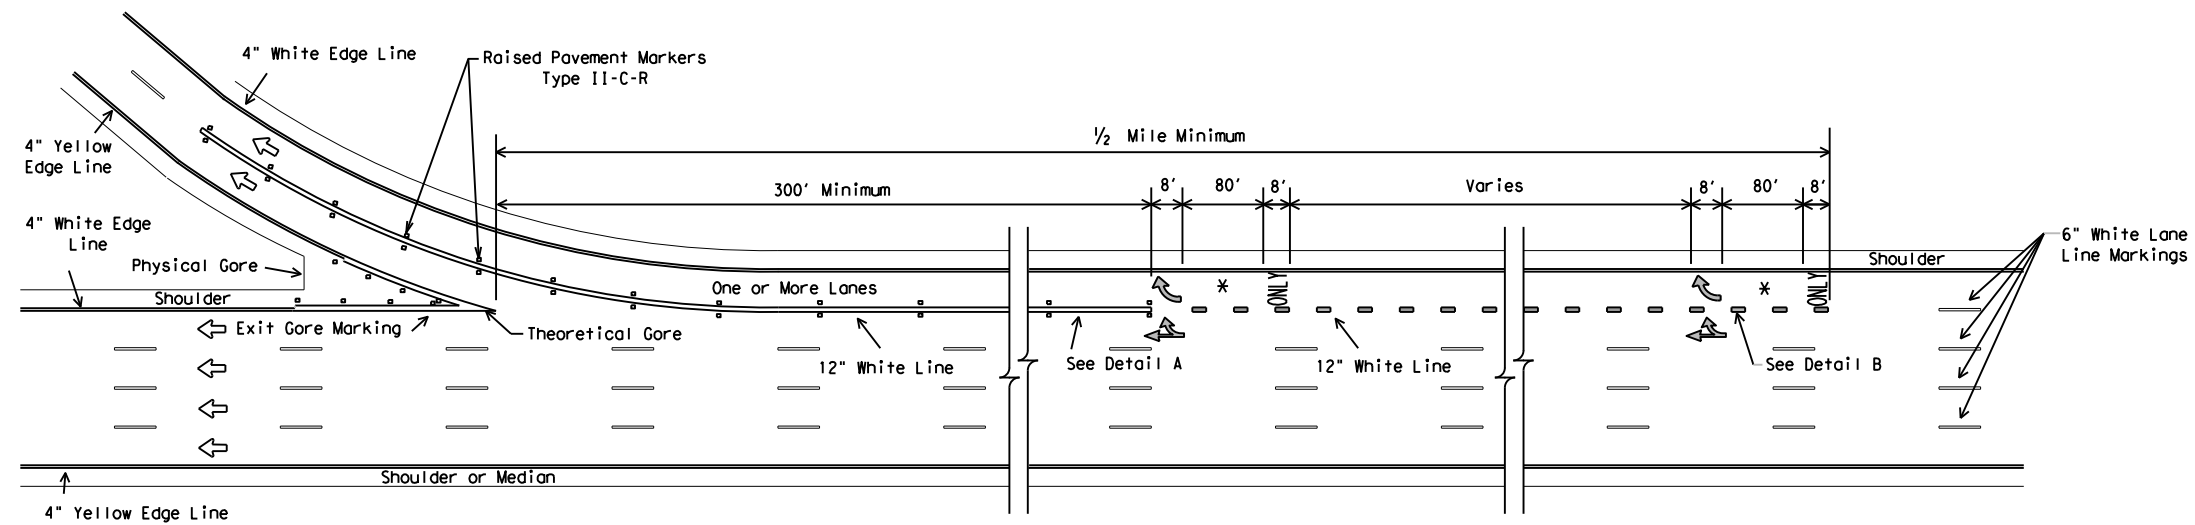 4" White Edge Line
Raised Pavement Markers
Type II-C-R
½ Mile Minimum
4" Yellow
Edge Line
300' Minimum
8'
80'
8'
Varies
8'
80'
8'
4" White Edge
Line
6" White Lane
Line Markings
Physical Gore
Shoulder
Shoulder
One or More Lanes
*
ONLY
*
ONLY
Exit Gore Marking
Theoretical Gore
12" White Line
See Detail A
12" White Line
See Detail B
Shoulder or Median
4" Yellow Edge Line